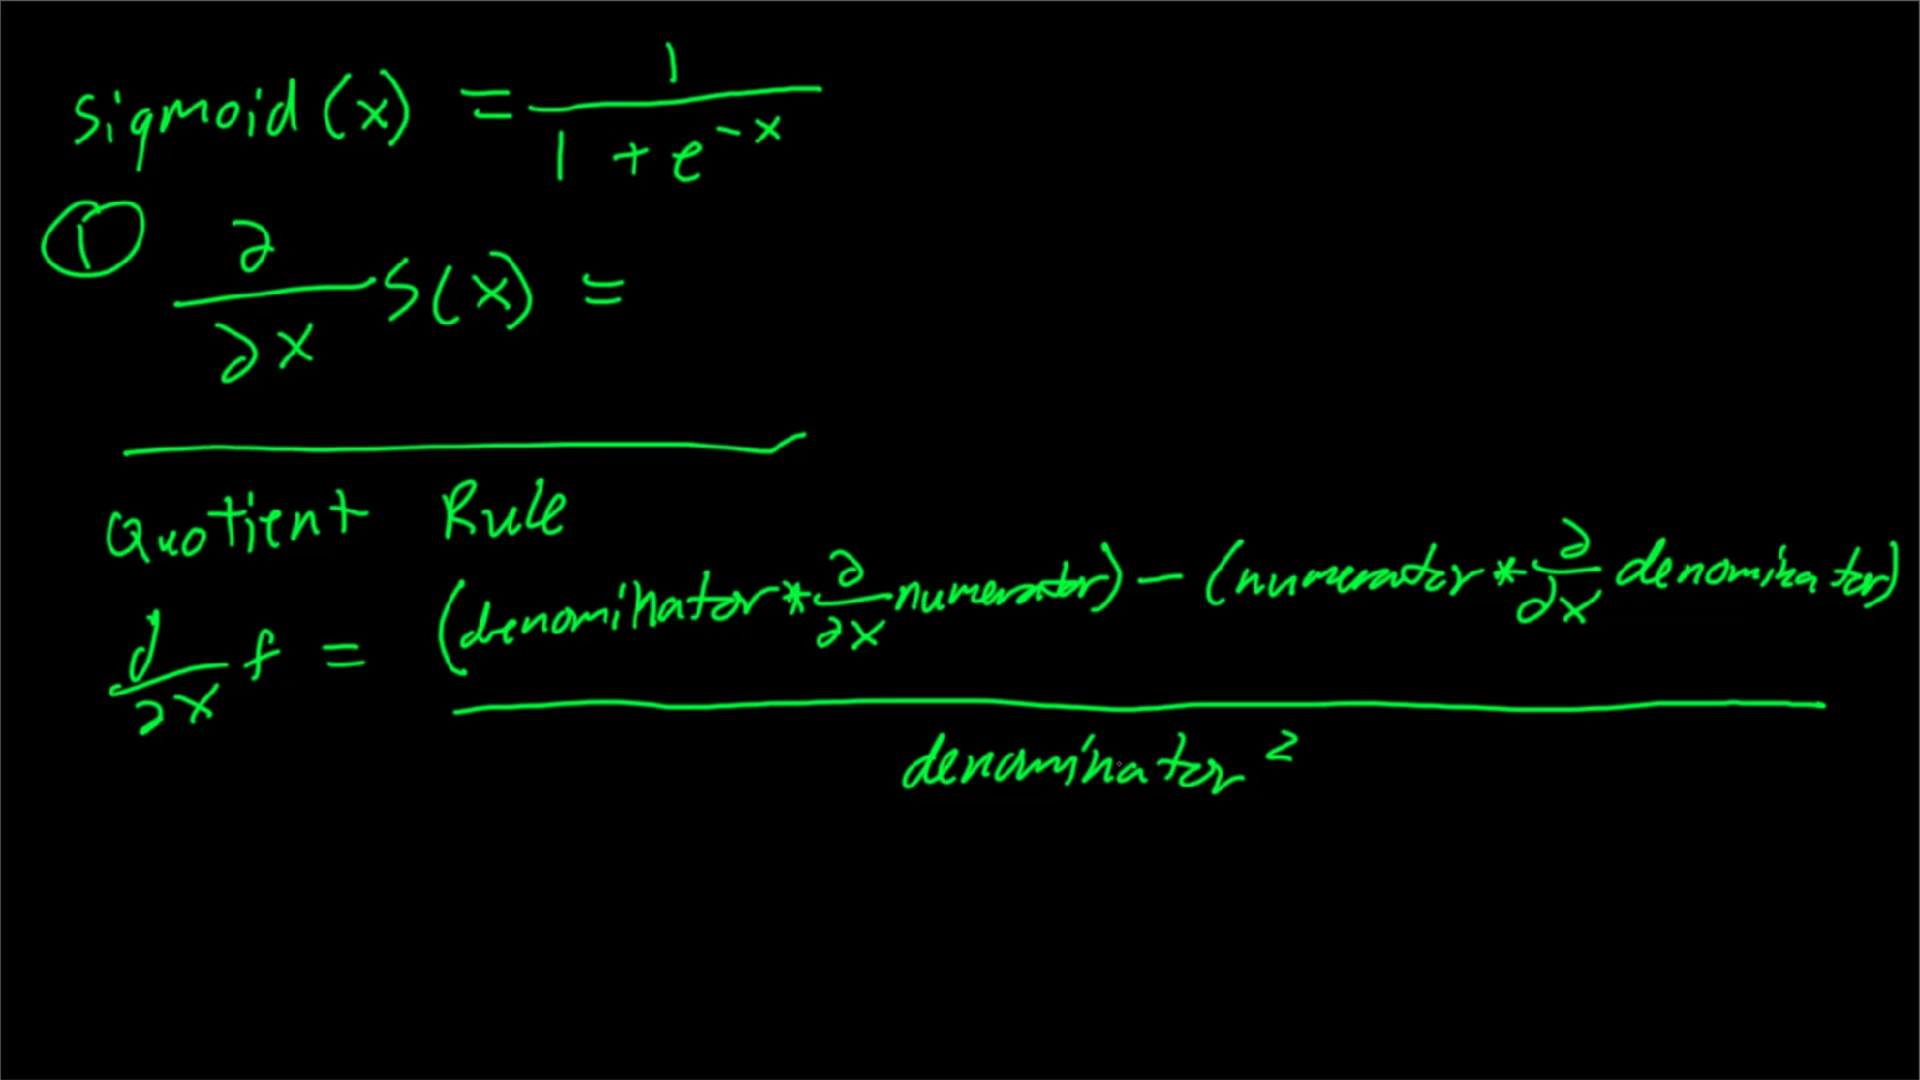 sigmoid (x) = 1 / 1 + e^-x
① ∂/∂x S(x) =
Quotient Rule
∂/∂x f = (denominator * ∂/∂x numerator) - (numerator * ∂/∂x denominator) / denominator²